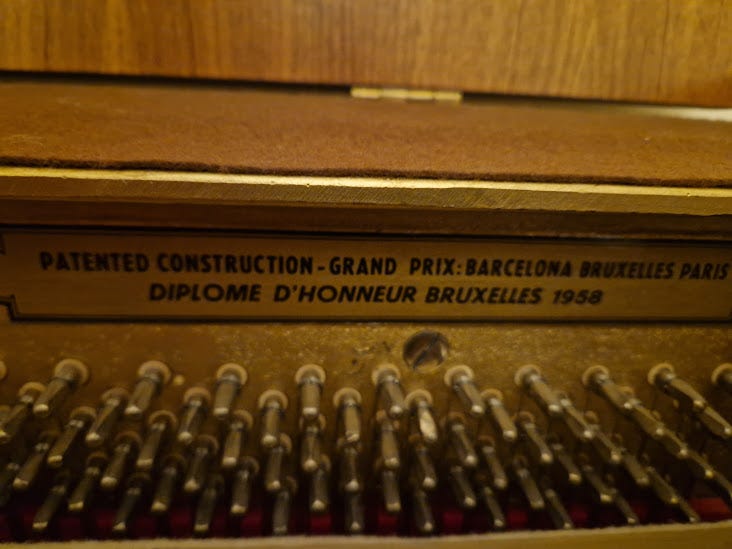 PATENTED CONSTRUCTION - GRAND PRIX: BARCELONA BRUXELLES PARIS
DIPLOME D'HONNEUR BRUXELLES 1958